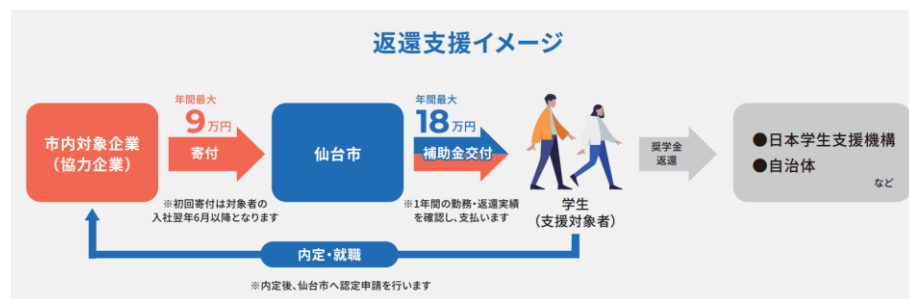 返還支援イメージ
市内対象企業
（協力企業）
年間最大
9万円
寄付
※初回寄付は対象者の
入社翌年6月以降となります
仙台市
年間最大
18万円
補助金交付
※1年間の勤務・返還実績
を確認し、支払います
学生
（支援対象者）
奨学金
返還
●日本学生支援機構
●自治体
など
内定・就職
※内定後、仙台市へ認定申請を行います